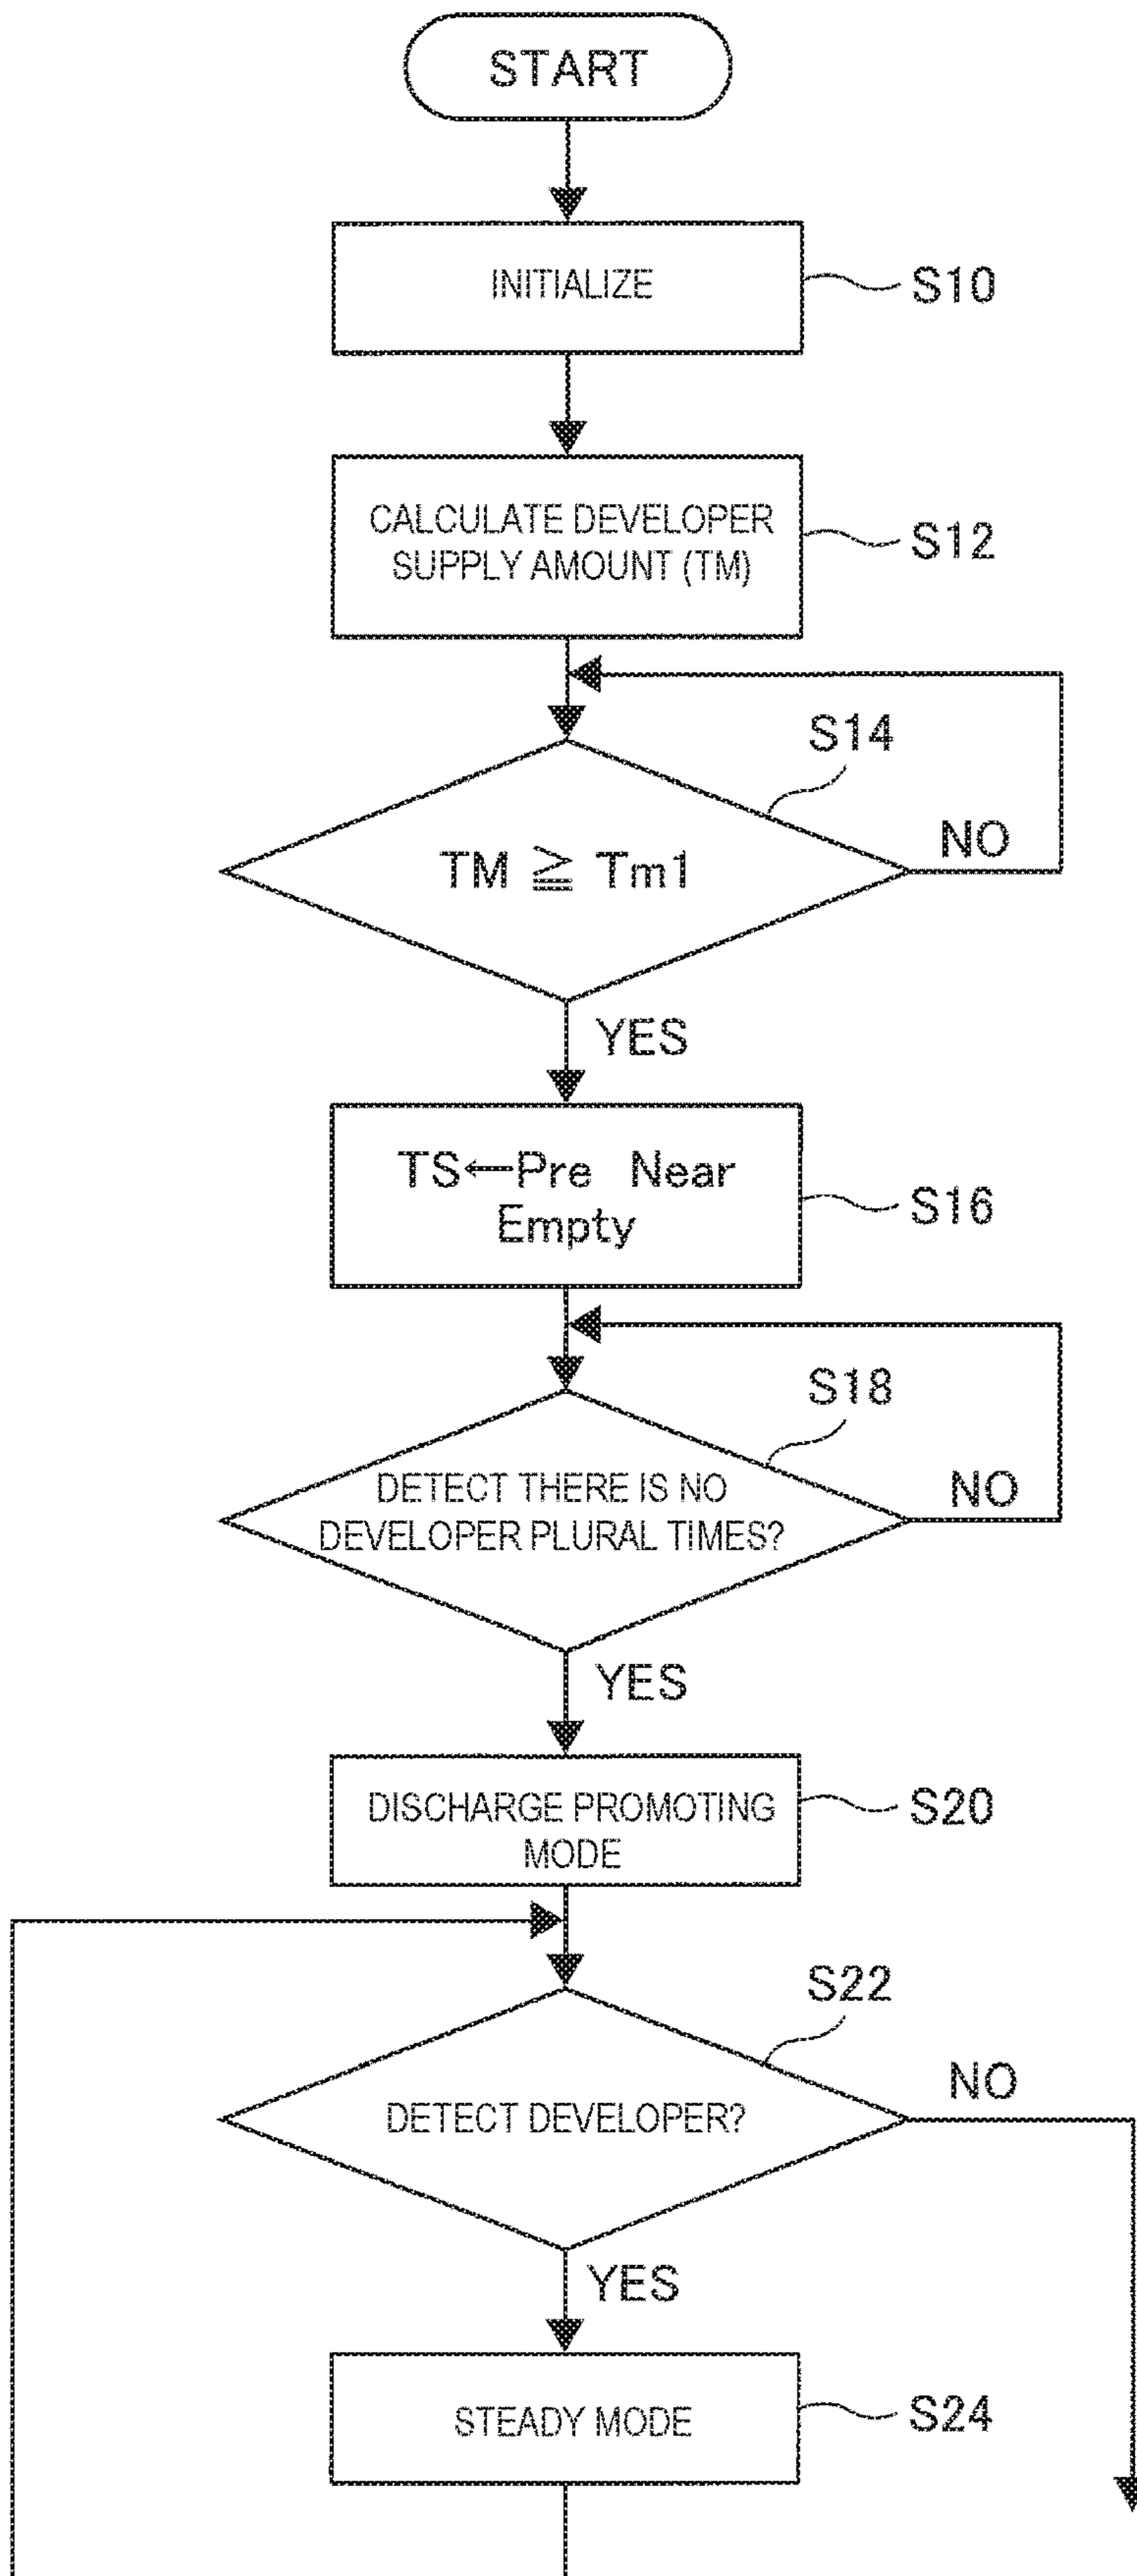 START
INITIALIZE
S10
CALCULATE DEVELOPER
SUPPLY AMOUNT (TM)
S12
S14
TM ≧ Tm1
NO
YES
TS←Pre Near
Empty
S16
S18
DETECT THERE IS NO
DEVELOPER PLURAL TIMES?
NO
YES
DISCHARGE PROMOTING
MODE
S20
S22
DETECT DEVELOPER?
NO
YES
STEADY MODE
S24